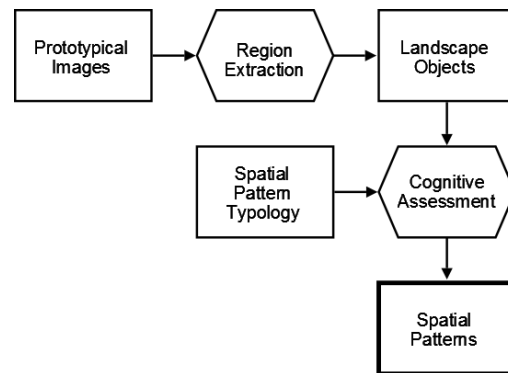 Prototypical
Images
Region
Extraction
Landscape
Objects
Spatial
Pattern
Typology
Cognitive
Assessment
Spatial
Patterns